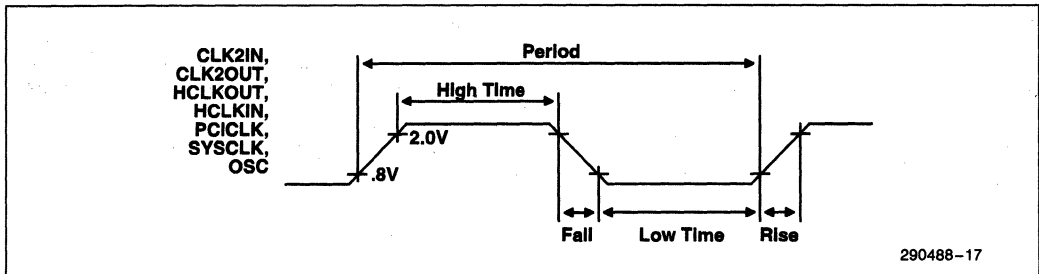 CLK2IN,
CLK2OUT,
HCLKOUT,
HCLKIN,
PCICLK,
SYSCLK,
OSC
Period
High Time
2.0V
.8V
Fall
Low Time
Rise
290488-17